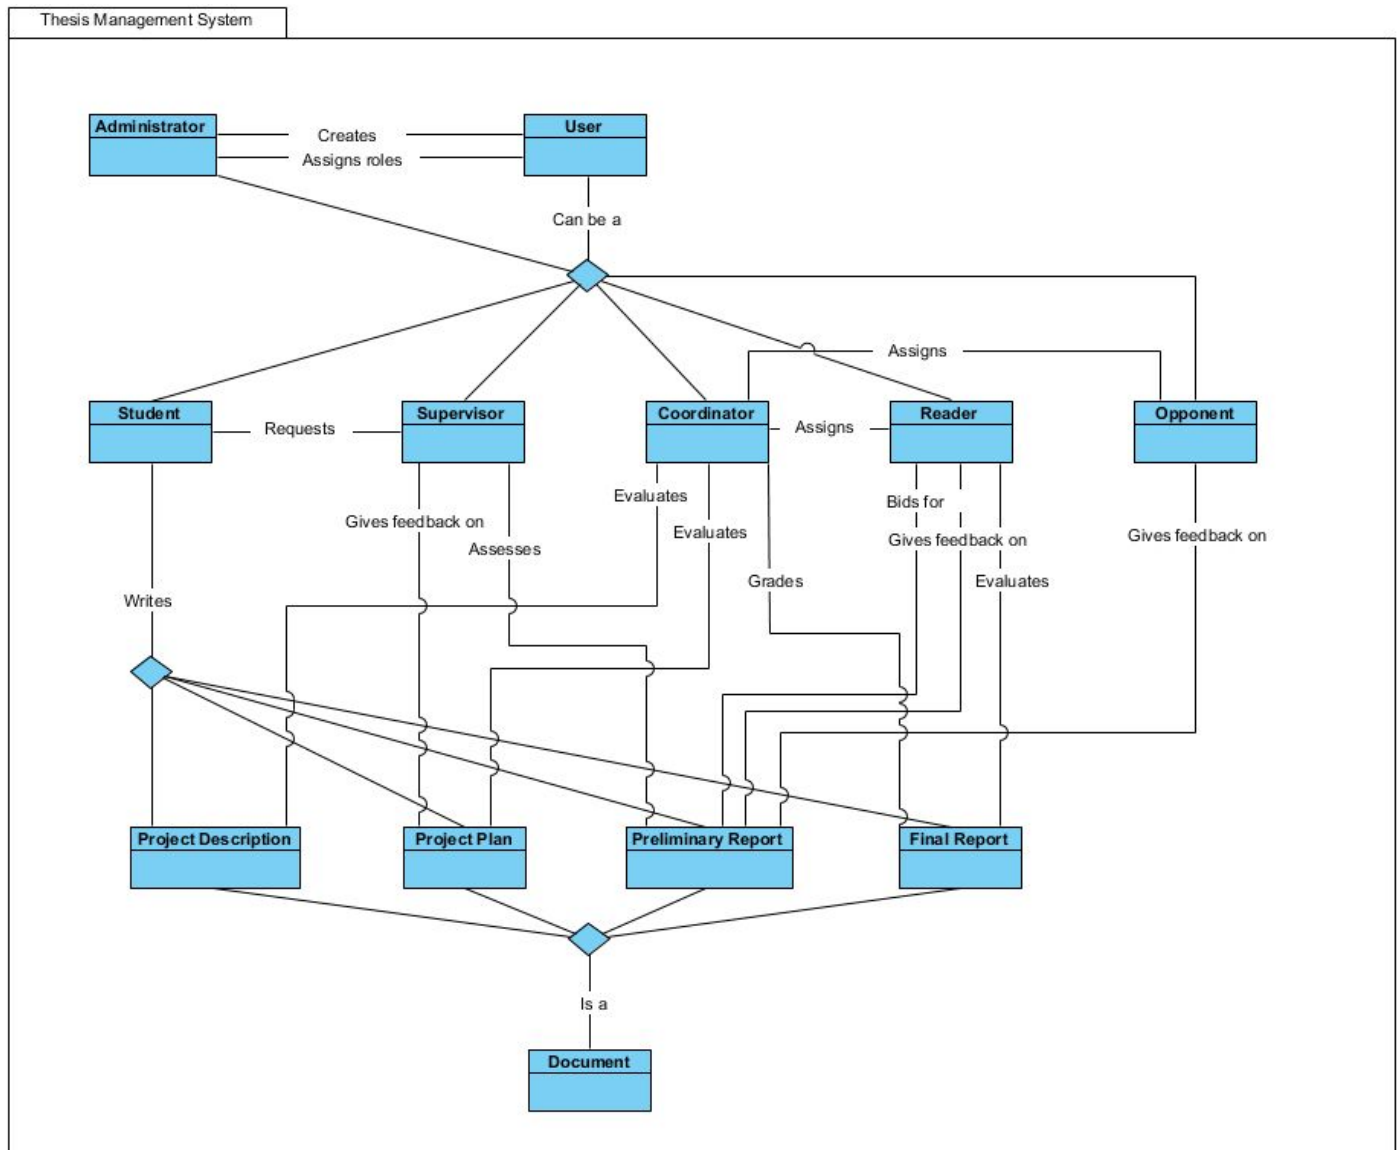 Thesis Management System
Administrator
User
Creates
Assigns roles
Can be a
Assigns
Student
Supervisor
Coordinator
Reader
Opponent
Requests
Assigns
Evaluates
Bids for
Gives feedback on
Evaluates
Gives feedback on
Gives feedback on
Assesses
Grades
Evaluates
Writes
Project Description
Project Plan
Preliminary Report
Final Report
Is a
Document